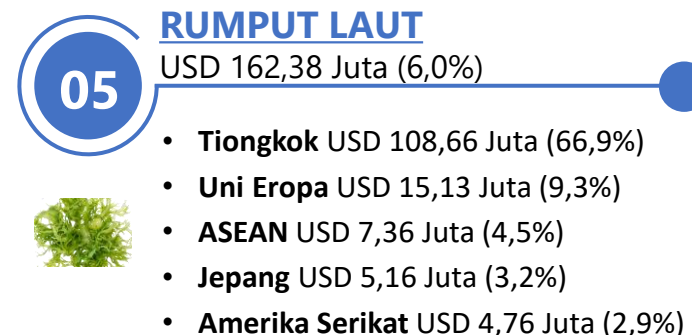 RUMPUT LAUT
USD 162,38 Juta (6,0%)
05
• Tiongkok USD 108,66 Juta (66,9%)
• Uni Eropa USD 15,13 Juta (9,3%)
• ASEAN USD 7,36 Juta (4,5%)
• Jepang USD 5,16 Juta (3,2%)
• Amerika Serikat USD 4,76 Juta (2,9%)